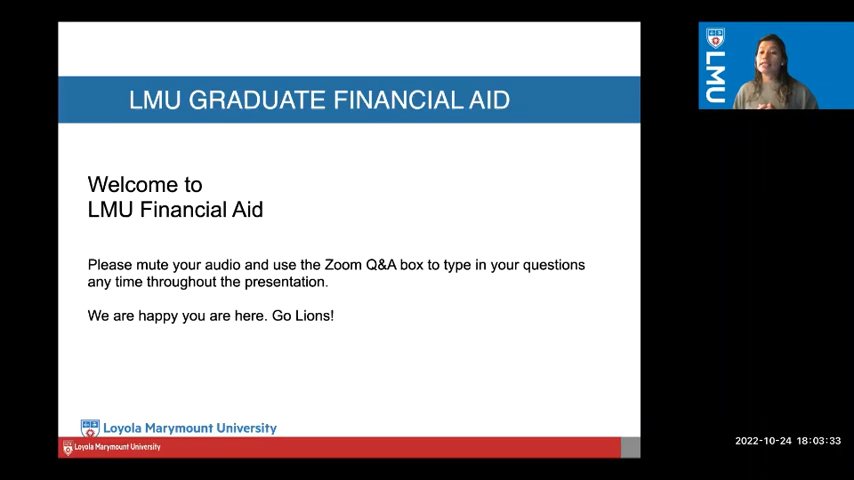 LMU GRADUATE FINANCIAL AID
LMU
Welcome to
LMU Financial Aid
Please mute your audio and use the Zoom Q&A box to type in your questions
any time throughout the presentation.
We are happy you are here. Go Lions!
Loyola Marymount University
Loyola Marymount University
2022-10-24 18:03:33